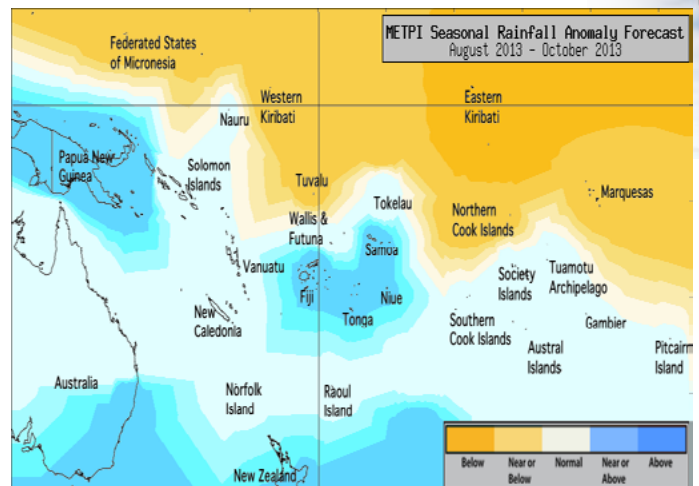 METPI Seasonal Rainfall Anomaly Forecast
August 2013 - October 2013
Federated States
of Micronesia
Western
Kiribati
Eastern
Kiribati
Nauru
Papua New
Guinea
Solomon
Islands
Tuvalu
Tokelau
Marquesas
Northern
Cook Islands
Wallis &
Futuna
Samoa
Vanuatu
Fiji
Niue
Tonga
Society
Islands
Tuamotu
Archipelago
New
Caledonia
Southern
Cook Islands
Gambier
Austral
Islands
Pitcairn
Island
Australia
Norfolk
Island
Raoul
Island
New Zealand
Below
Near or
Below
Normal
Near or
Above
Above